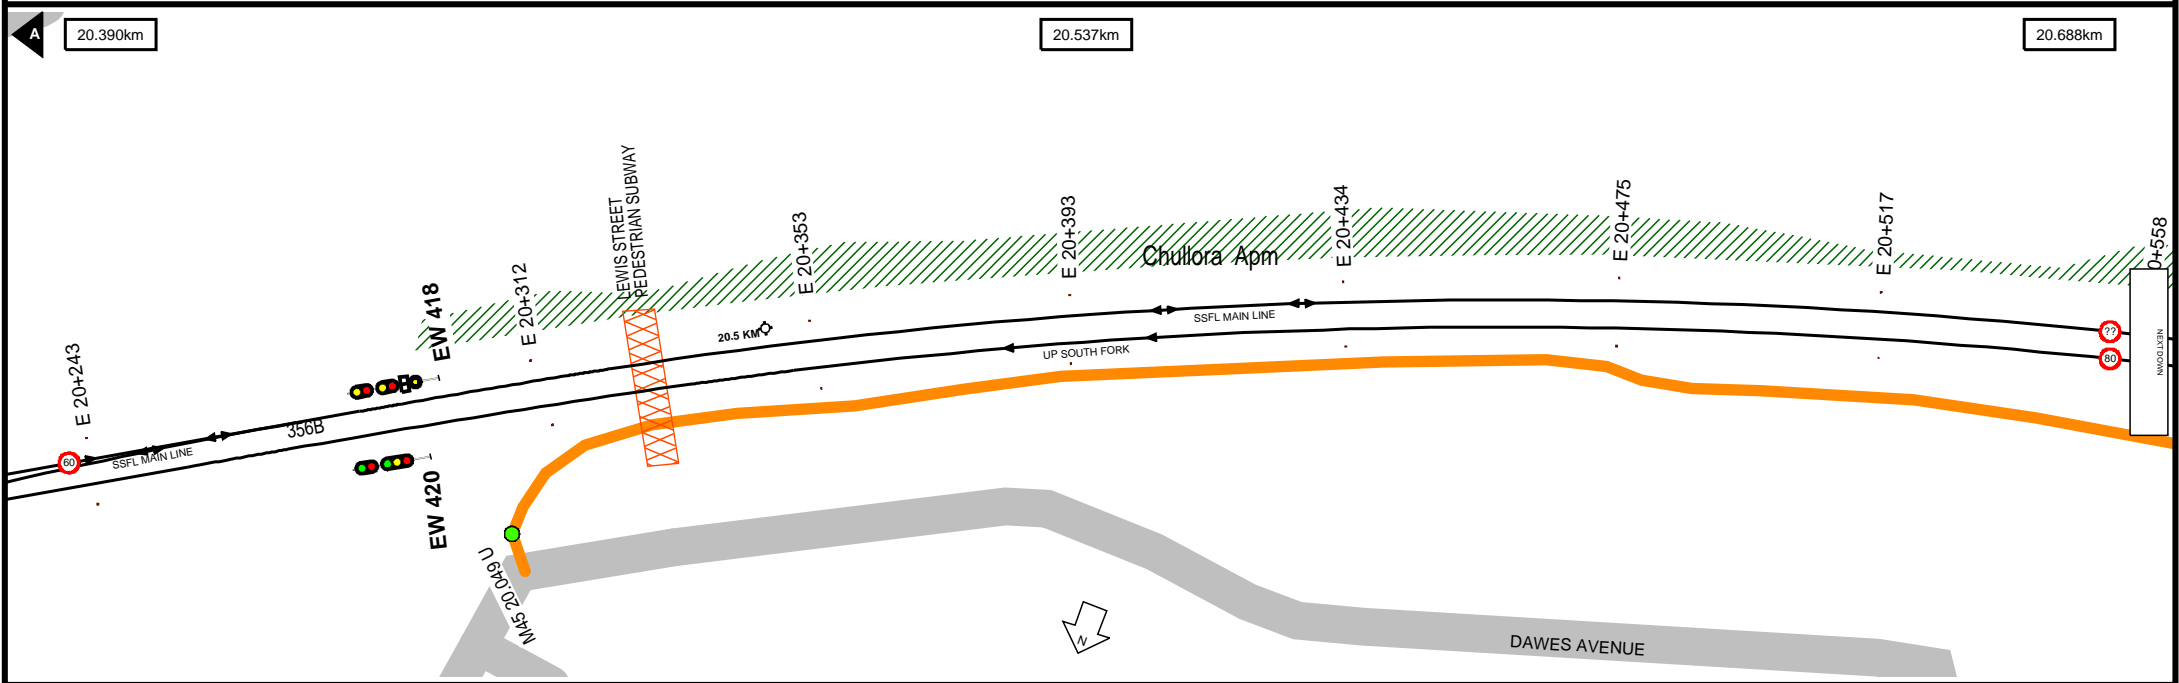 A
20.390km
20.537km
20.688km
LEWIS STREET
PEDESTRIAN SUBWAY
E 20+243
EW 418
E 20+312
E 20+353
E 20+393
E 20+434
E 20+475
E 20+517
0+558
Chullora Apm
20.5 KM
SSFL MAIN LINE
UP SOUTH FORK
??
80
NEXT DOWN
60
SSFL MAIN LINE
356B
EW 420
M45 20.049 U
N
DAWES AVENUE